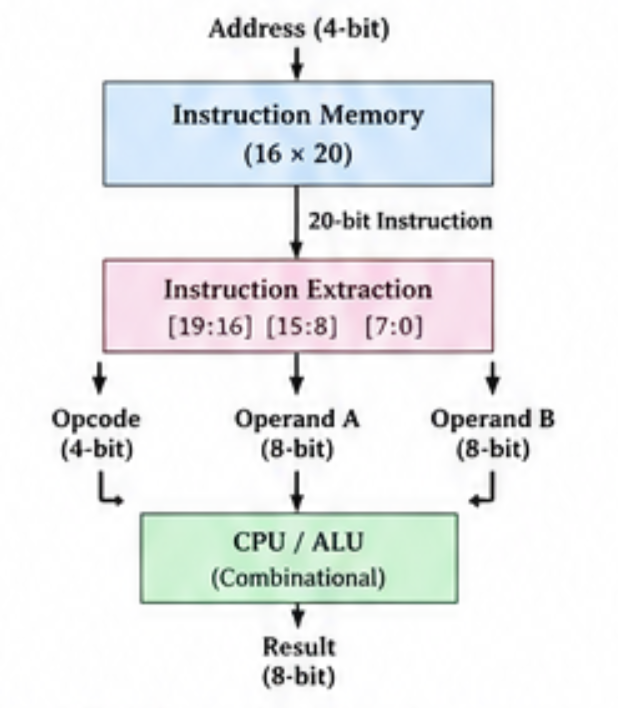 Address (4-bit)
Instruction Memory
(16 × 20)
20-bit Instruction
Instruction Extraction
[19:16] [15:8] [7:0]
Opcode
(4-bit)
Operand A
(8-bit)
Operand B
(8-bit)
CPU / ALU
(Combinational)
Result
(8-bit)